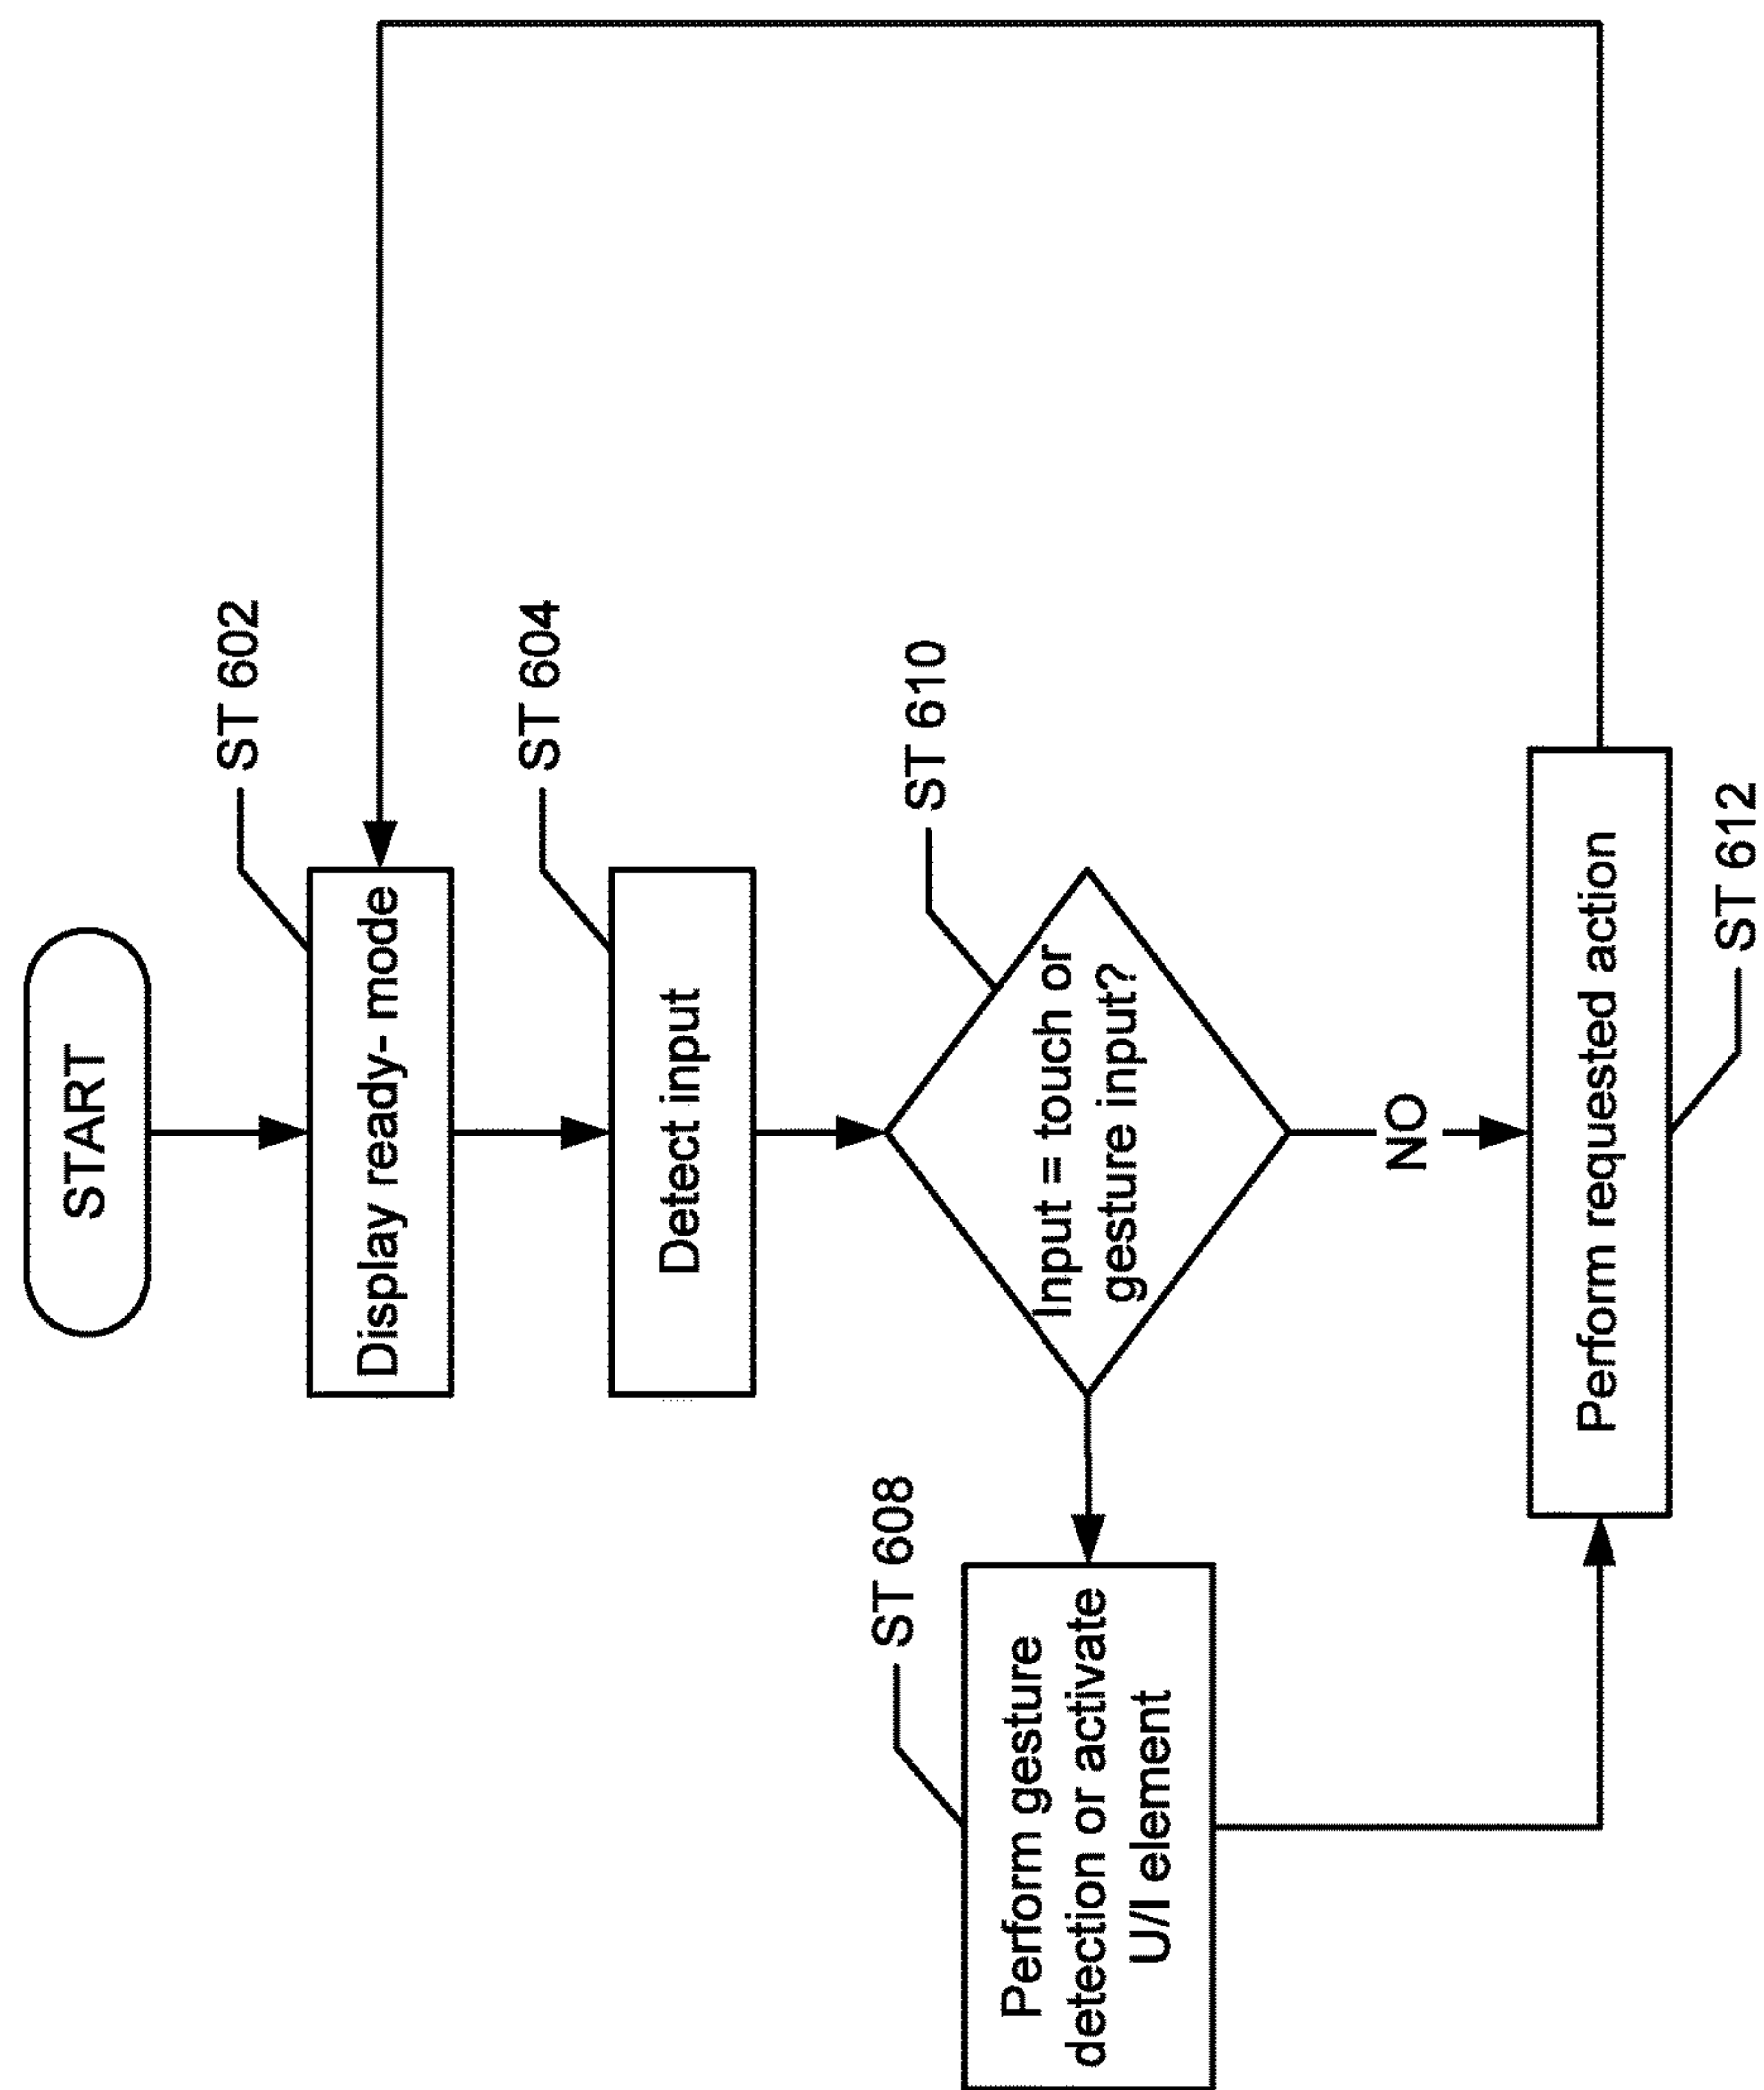 START
ST 602
Display ready- mode
ST 604
Detect input
ST 610
Input = touch or
gesture input?
ST 608
Perform gesture
detection or activate
U/I element
NO
Perform requested action
ST 612